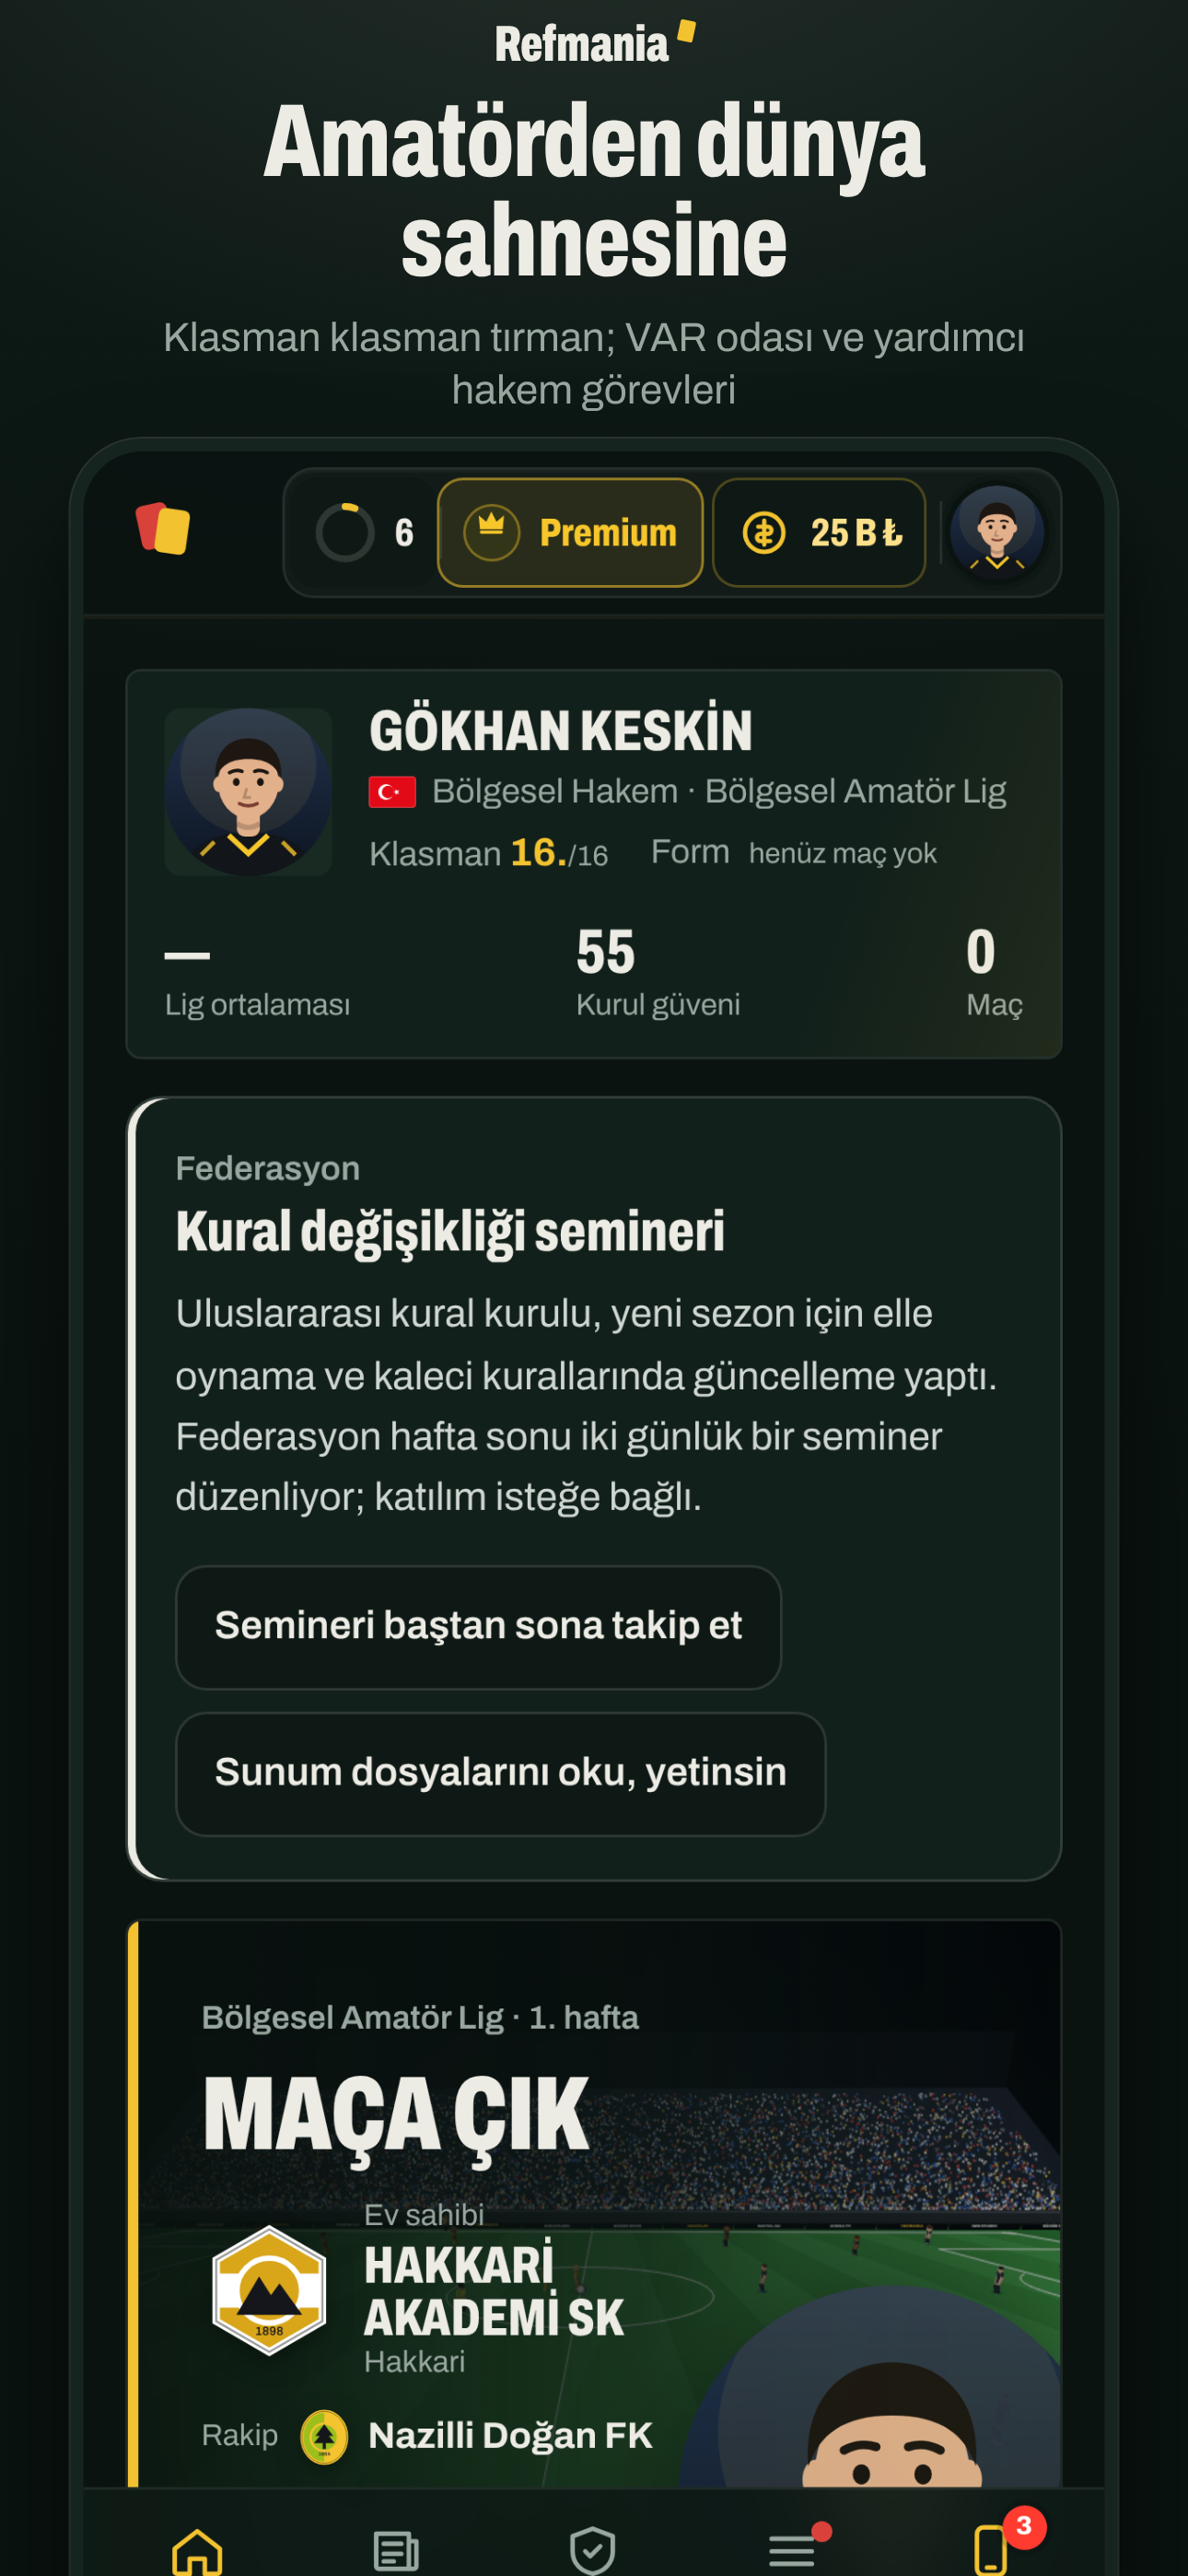 Refmania
Amatörden dünya
sahnesine
Klasman klasman tırman; VAR odası ve yardımcı
hakem görevleri
6
Premium
25 B ₺
GÖKHAN KESKİN
Bölgesel Hakem · Bölgesel Amatör Lig
Klasman 16./16 Form henüz maç yok
— 55 0
Lig ortalaması Kurul güveni Maç
Federasyon
Kural değişikliği semineri
Uluslararası kural kurulu, yeni sezon için elle
oynama ve kaleci kurallarında güncelleme yaptı.
Federasyon hafta sonu iki günlük bir seminer
düzenliyor; katılım isteğe bağlı.
Semineri baştan sona takip et
Sunum dosyalarını oku, yetinsin
Bölgesel Amatör Lig · 1. hafta
MAÇA ÇIK
Ev sahibi
HAKKARİ
AKADEMİ SK
1898
Hakkari
Rakip Nazilli Doğan FK
3